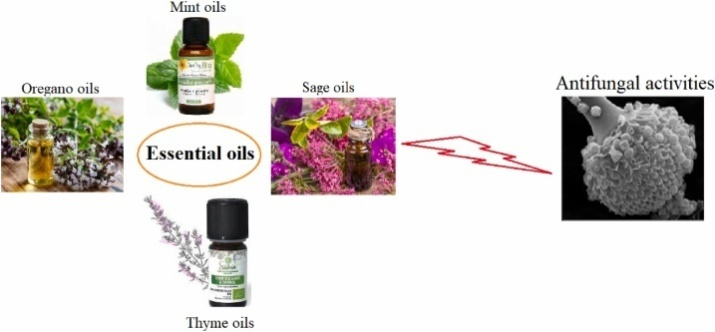 Mint oils
Oregano oils
Sage oils
Antifungal activities
Essential oils
Thyme oils